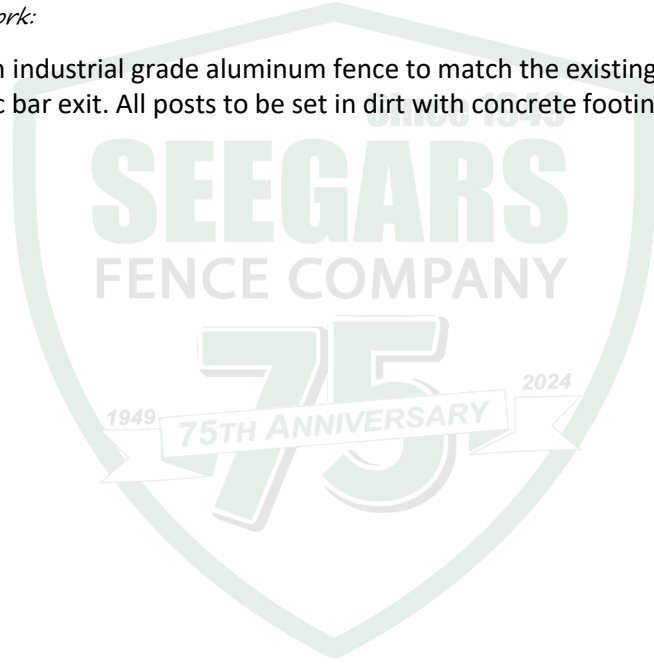 ork:
n industrial grade aluminum fence to match the existing
c bar exit. All posts to be set in dirt with concrete footin
Since 1949
SEEGARS
FENCE COMPANY
75
1949 75TH ANNIVERSARY 2024